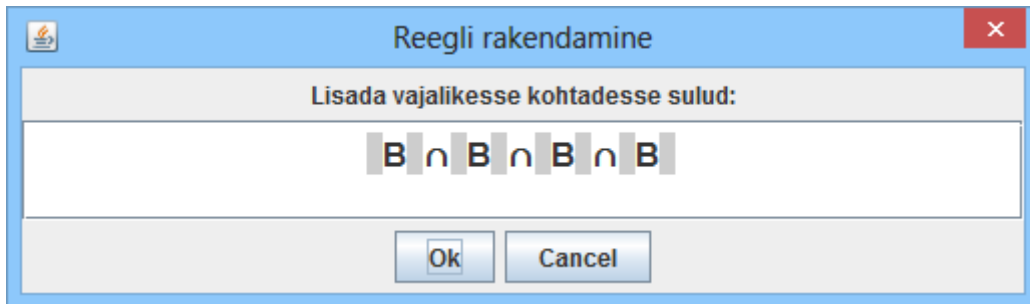 Reegli rakendamine
Lisada vajalikesse kohtadesse sulud:
B ∩ B ∩ B ∩ B
Ok Cancel